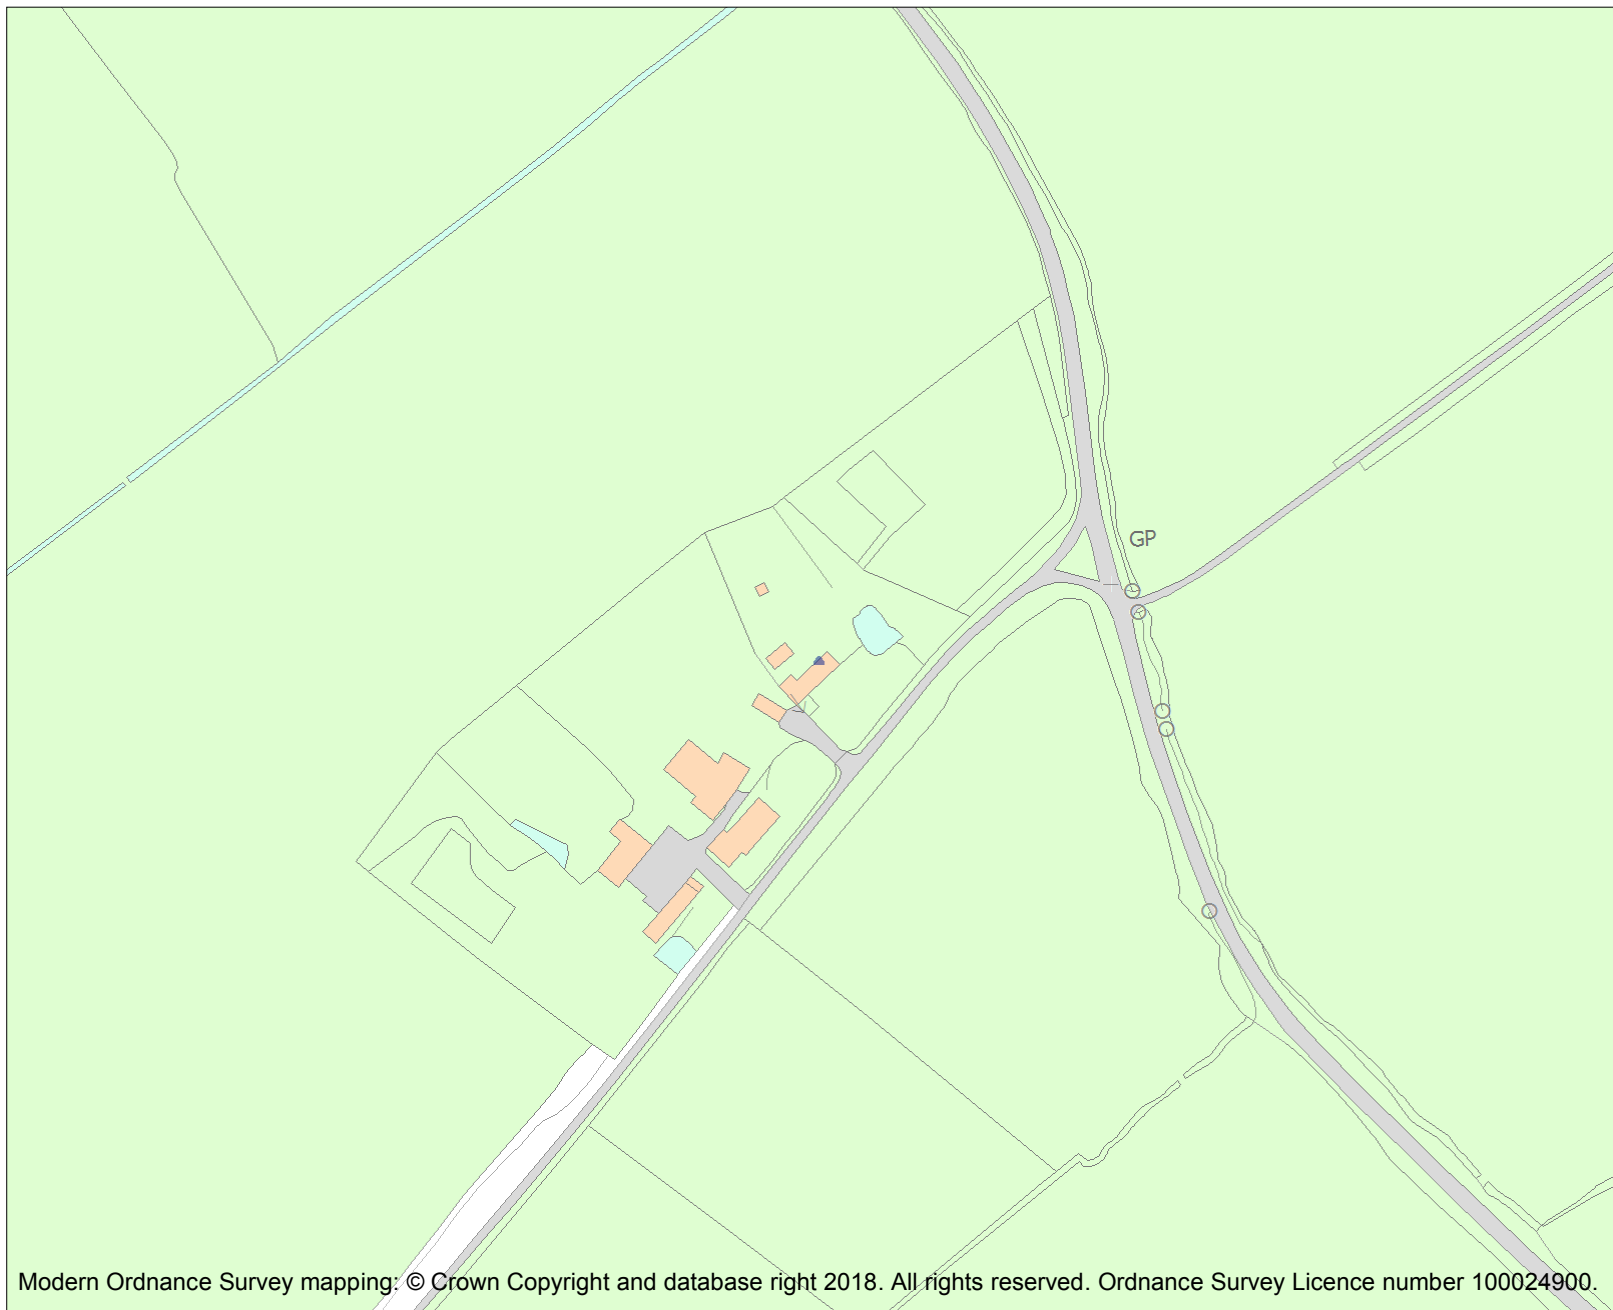 GP
Modern Ordnance Survey mapping: © Crown Copyright and database right 2018. All rights reserved. Ordnance Survey Licence number 100024900.